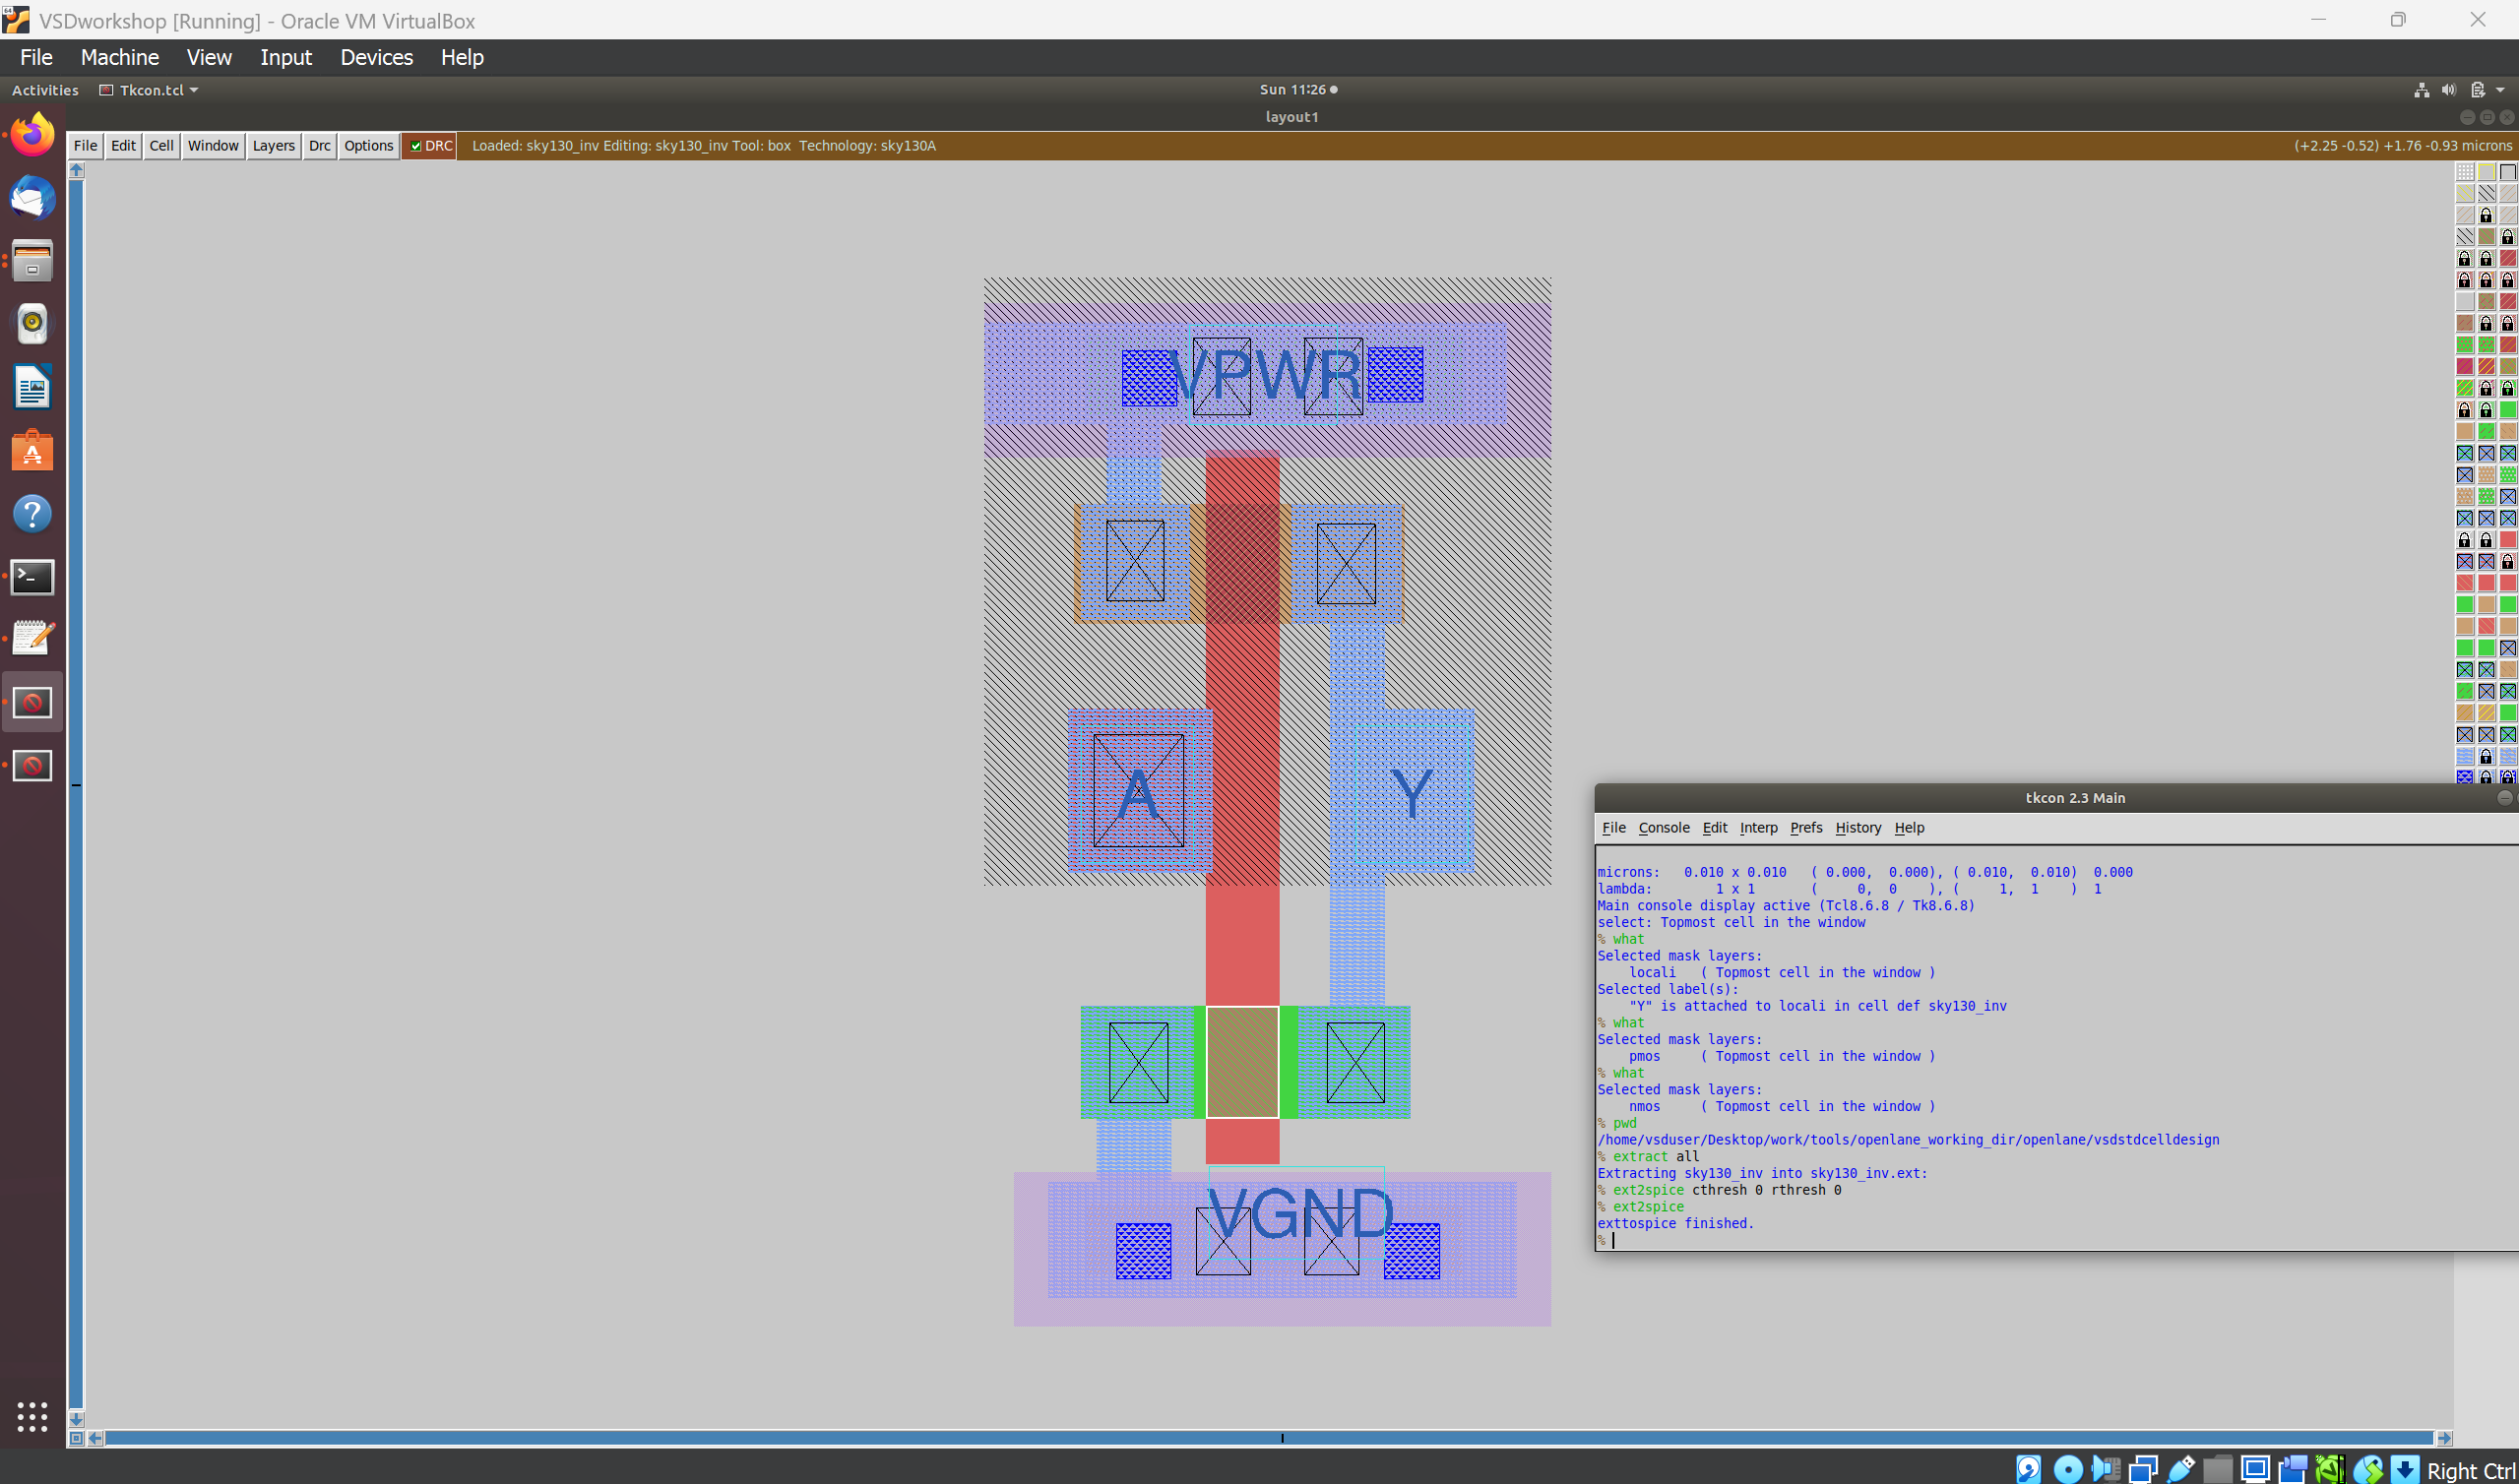 VSDworkshop [Running] - Oracle VM VirtualBox
File Machine View Input Devices Help
Activities Tkcon.tcl Sun 11:26
layout1
File Edit Cell Window Layers Drc Options DRC Loaded: sky130_inv Editing: sky130_inv Tool: box Technology: sky130A (+2.25 -0.52) +1.76 -0.93 microns
VPWR
A
Y
VGND
tkcon 2.3 Main
File Console Edit Interp Prefs History Help
microns: 0.010 x 0.010 ( 0.000, 0.000), ( 0.010, 0.010) 0.000
lambda: 1 x 1 ( 0, 0 ), ( 1, 1 ) 1
Main console display active (Tcl8.6.8 / Tk8.6.8)
select: Topmost cell in the window
% what
Selected mask layers:
locali ( Topmost cell in the window )
Selected label(s):
"Y" is attached to locali in cell def sky130_inv
% what
Selected mask layers:
pmos ( Topmost cell in the window )
% what
Selected mask layers:
nmos ( Topmost cell in the window )
% pwd
/home/vsduser/Desktop/work/tools/openlane_working_dir/openlane/vsdstdcelldesign
% extract all
Extracting sky130_inv into sky130_inv.ext:
% ext2spice cthresh 0 rthresh 0
% ext2spice
exttospice finished.
%
Right Ctrl